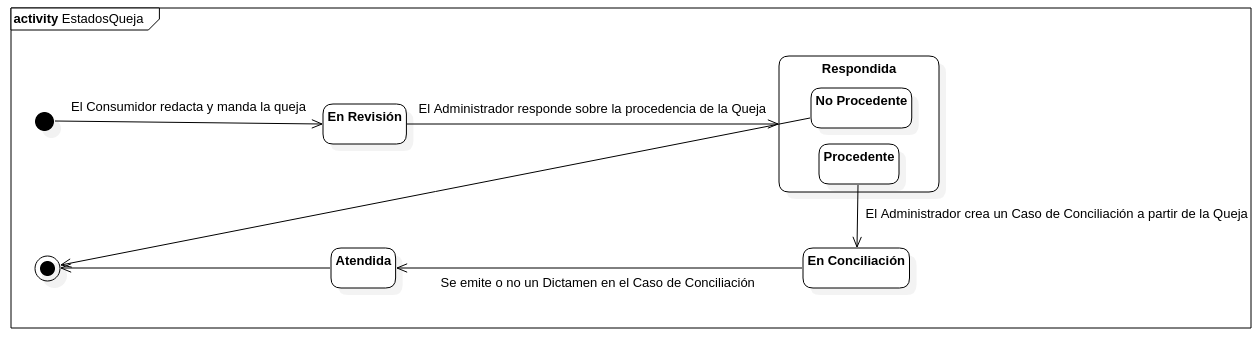 activity EstadosQueja
Respondida
El Consumidor redacta y manda la queja
En Revisión
El Administrador responde sobre la procedencia de la Queja
No Procedente
Procedente
El Administrador crea un Caso de Conciliación a partir de la Queja
Atendida
En Conciliación
Se emite o no un Dictamen en el Caso de Conciliación